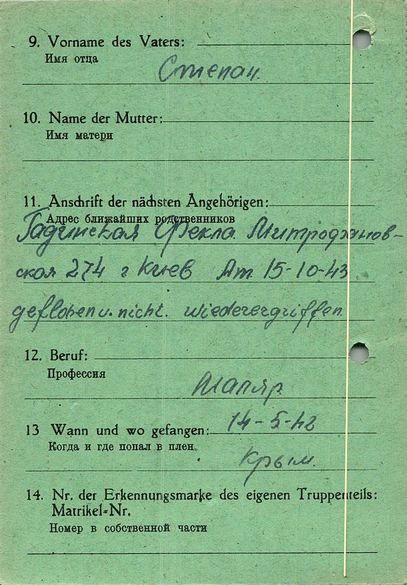 9. Vorname des Vaters:
Имя отца
Степан.
10. Name der Mutter:
Имя матери
11. Anschrift der nächsten Angehörigen:
Адрес ближайших родственников
Гадинская Фекла Митрофанов-
ская 274 г Киев Am 15-10-43
geflohen u. nicht wiederergriffen
12. Beruf:
Профессия
Маляр.
13 Wann und wo gefangen: 14-5-42
Когда и где попал в плен.
Крым.
14. Nr. der Erkennungsmarke des eigenen Truppenteils:
Matrikel-Nr.
Номер в собственной части